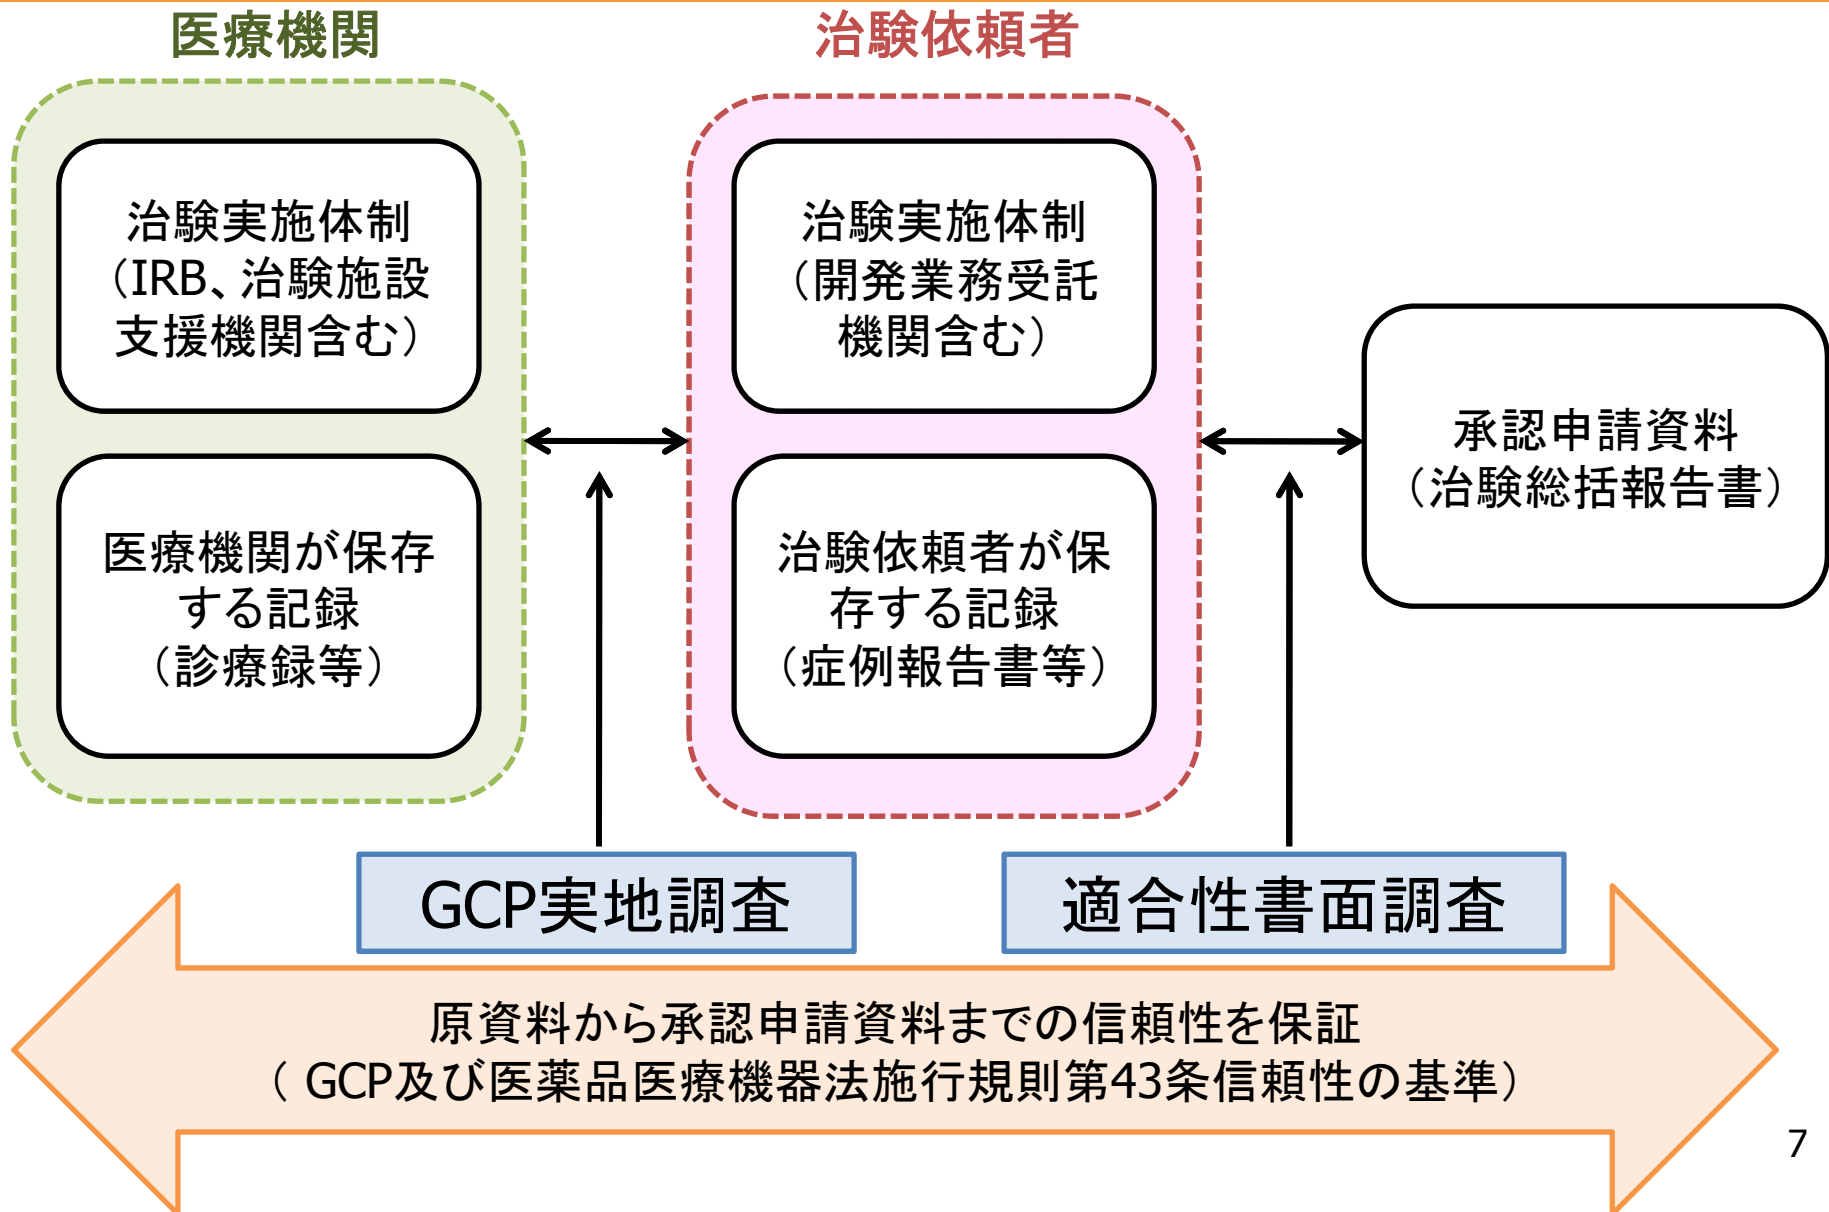 医療機関
治験実施体制
（IRB、治験施設
支援機関含む）
医療機関が保存
する記録
（診療録等）
治験依頼者
治験実施体制
（開発業務受託
機関含む）
治験依頼者が保
存する記録
（症例報告書等）
承認申請資料
（治験総括報告書）
GCP実地調査
適合性書面調査
原資料から承認申請資料までの信頼性を保証
（ GCP及び医薬品医療機器法施行規則第43条信頼性の基準）
7